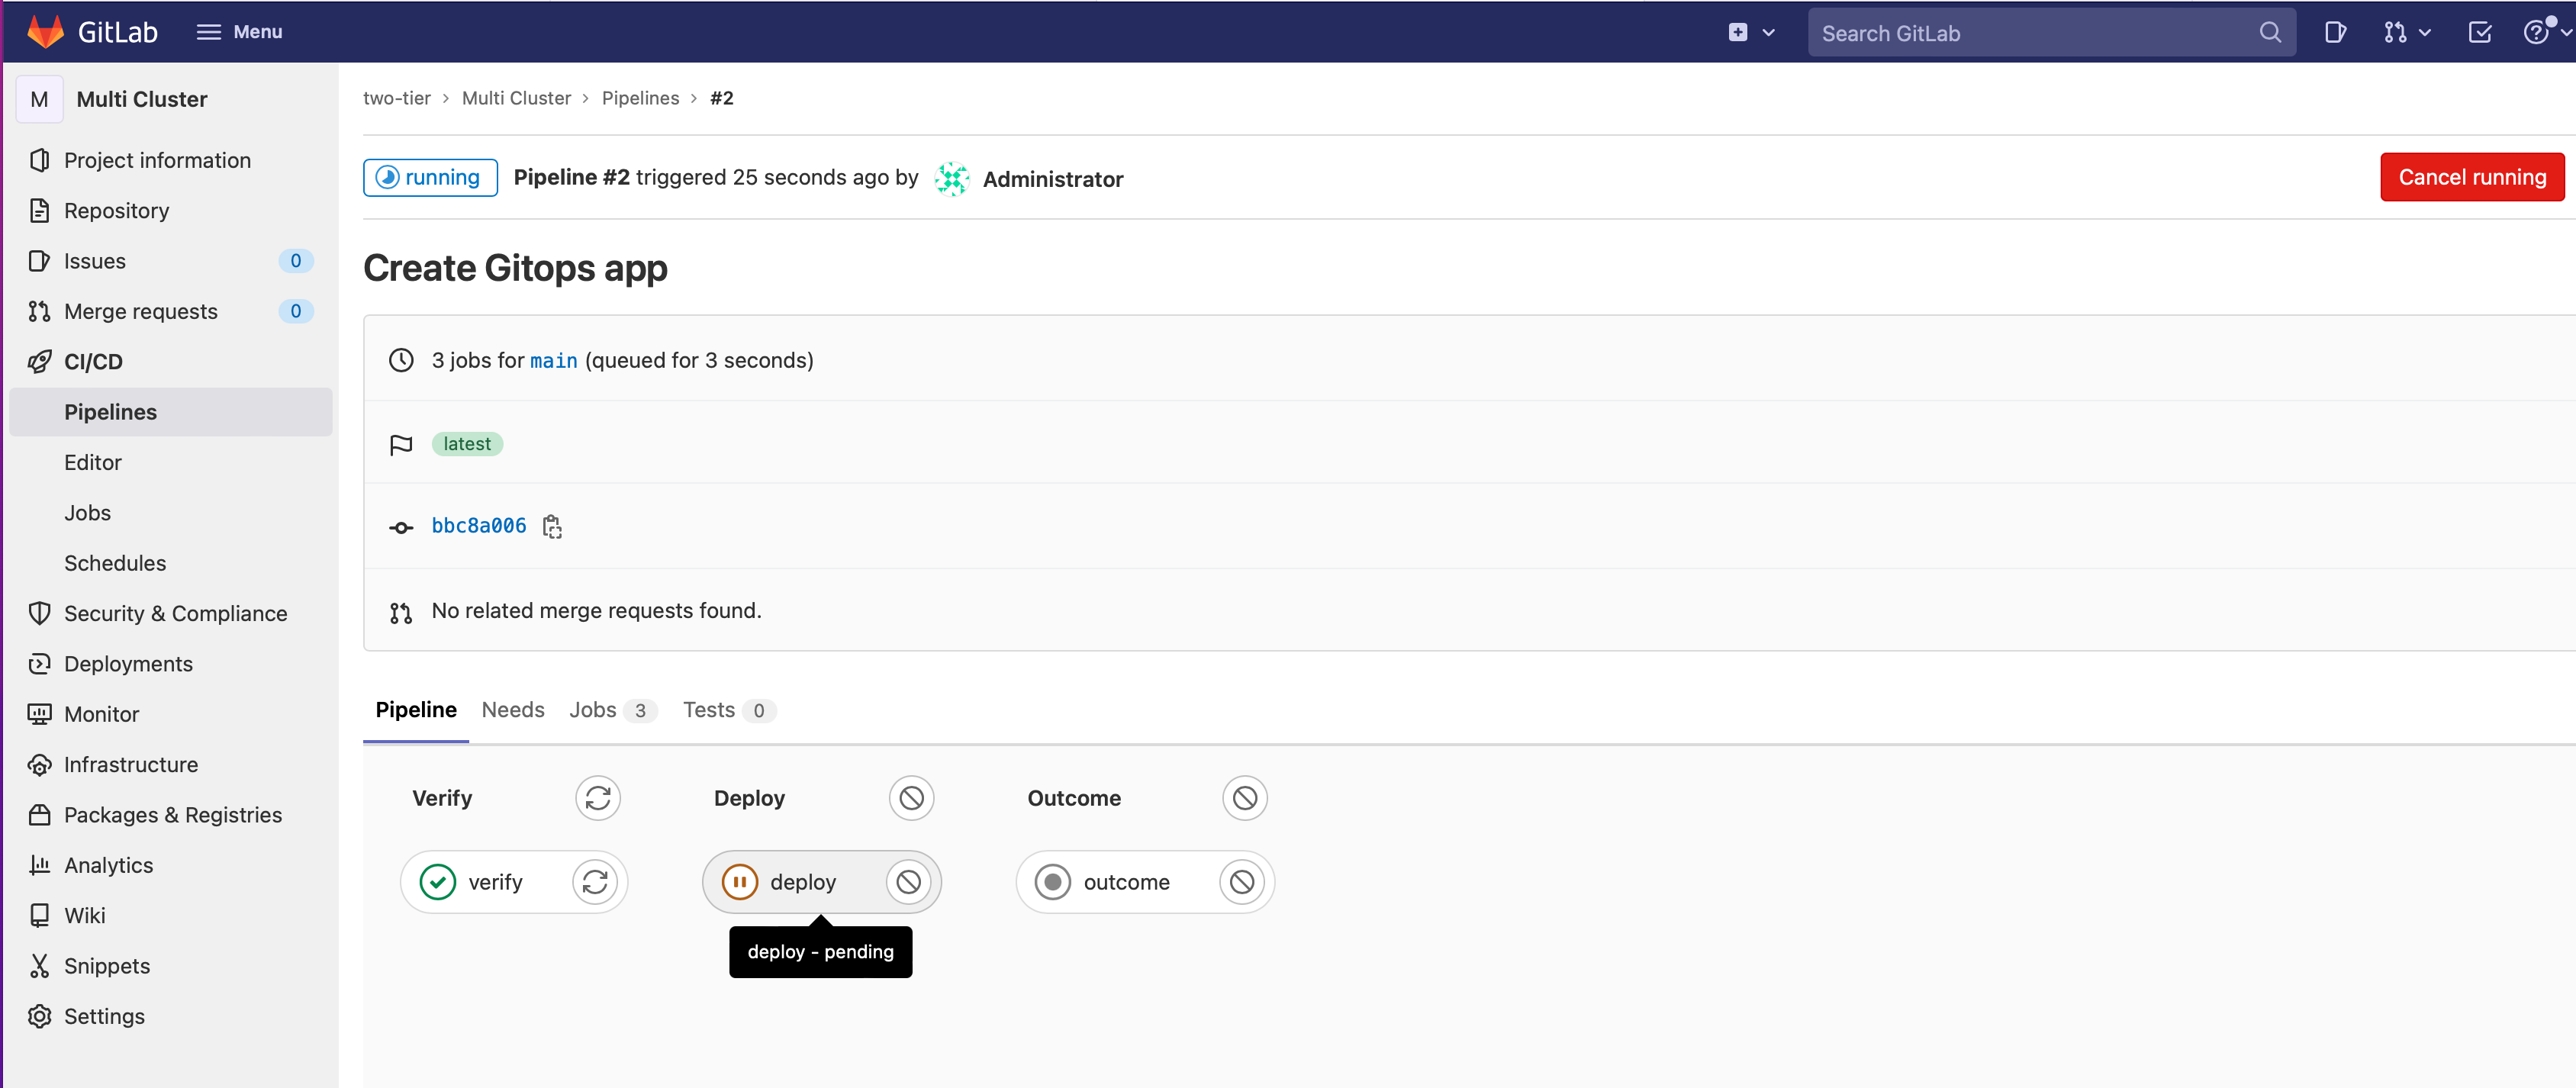 GitLab Menu Search GitLab
M Multi Cluster
Project information
Repository
Issues 0
Merge requests 0
CI/CD
Pipelines
Editor
Jobs
Schedules
Security & Compliance
Deployments
Monitor
Infrastructure
Packages & Registries
Analytics
Wiki
Snippets
Settings
two-tier › Multi Cluster › Pipelines › #2
running Pipeline #2 triggered 25 seconds ago by Administrator Cancel running
Create Gitops app
3 jobs for main (queued for 3 seconds)
latest
bbc8a006
No related merge requests found.
Pipeline Needs Jobs 3 Tests 0
Verify Deploy Outcome
verify deploy outcome
deploy - pending